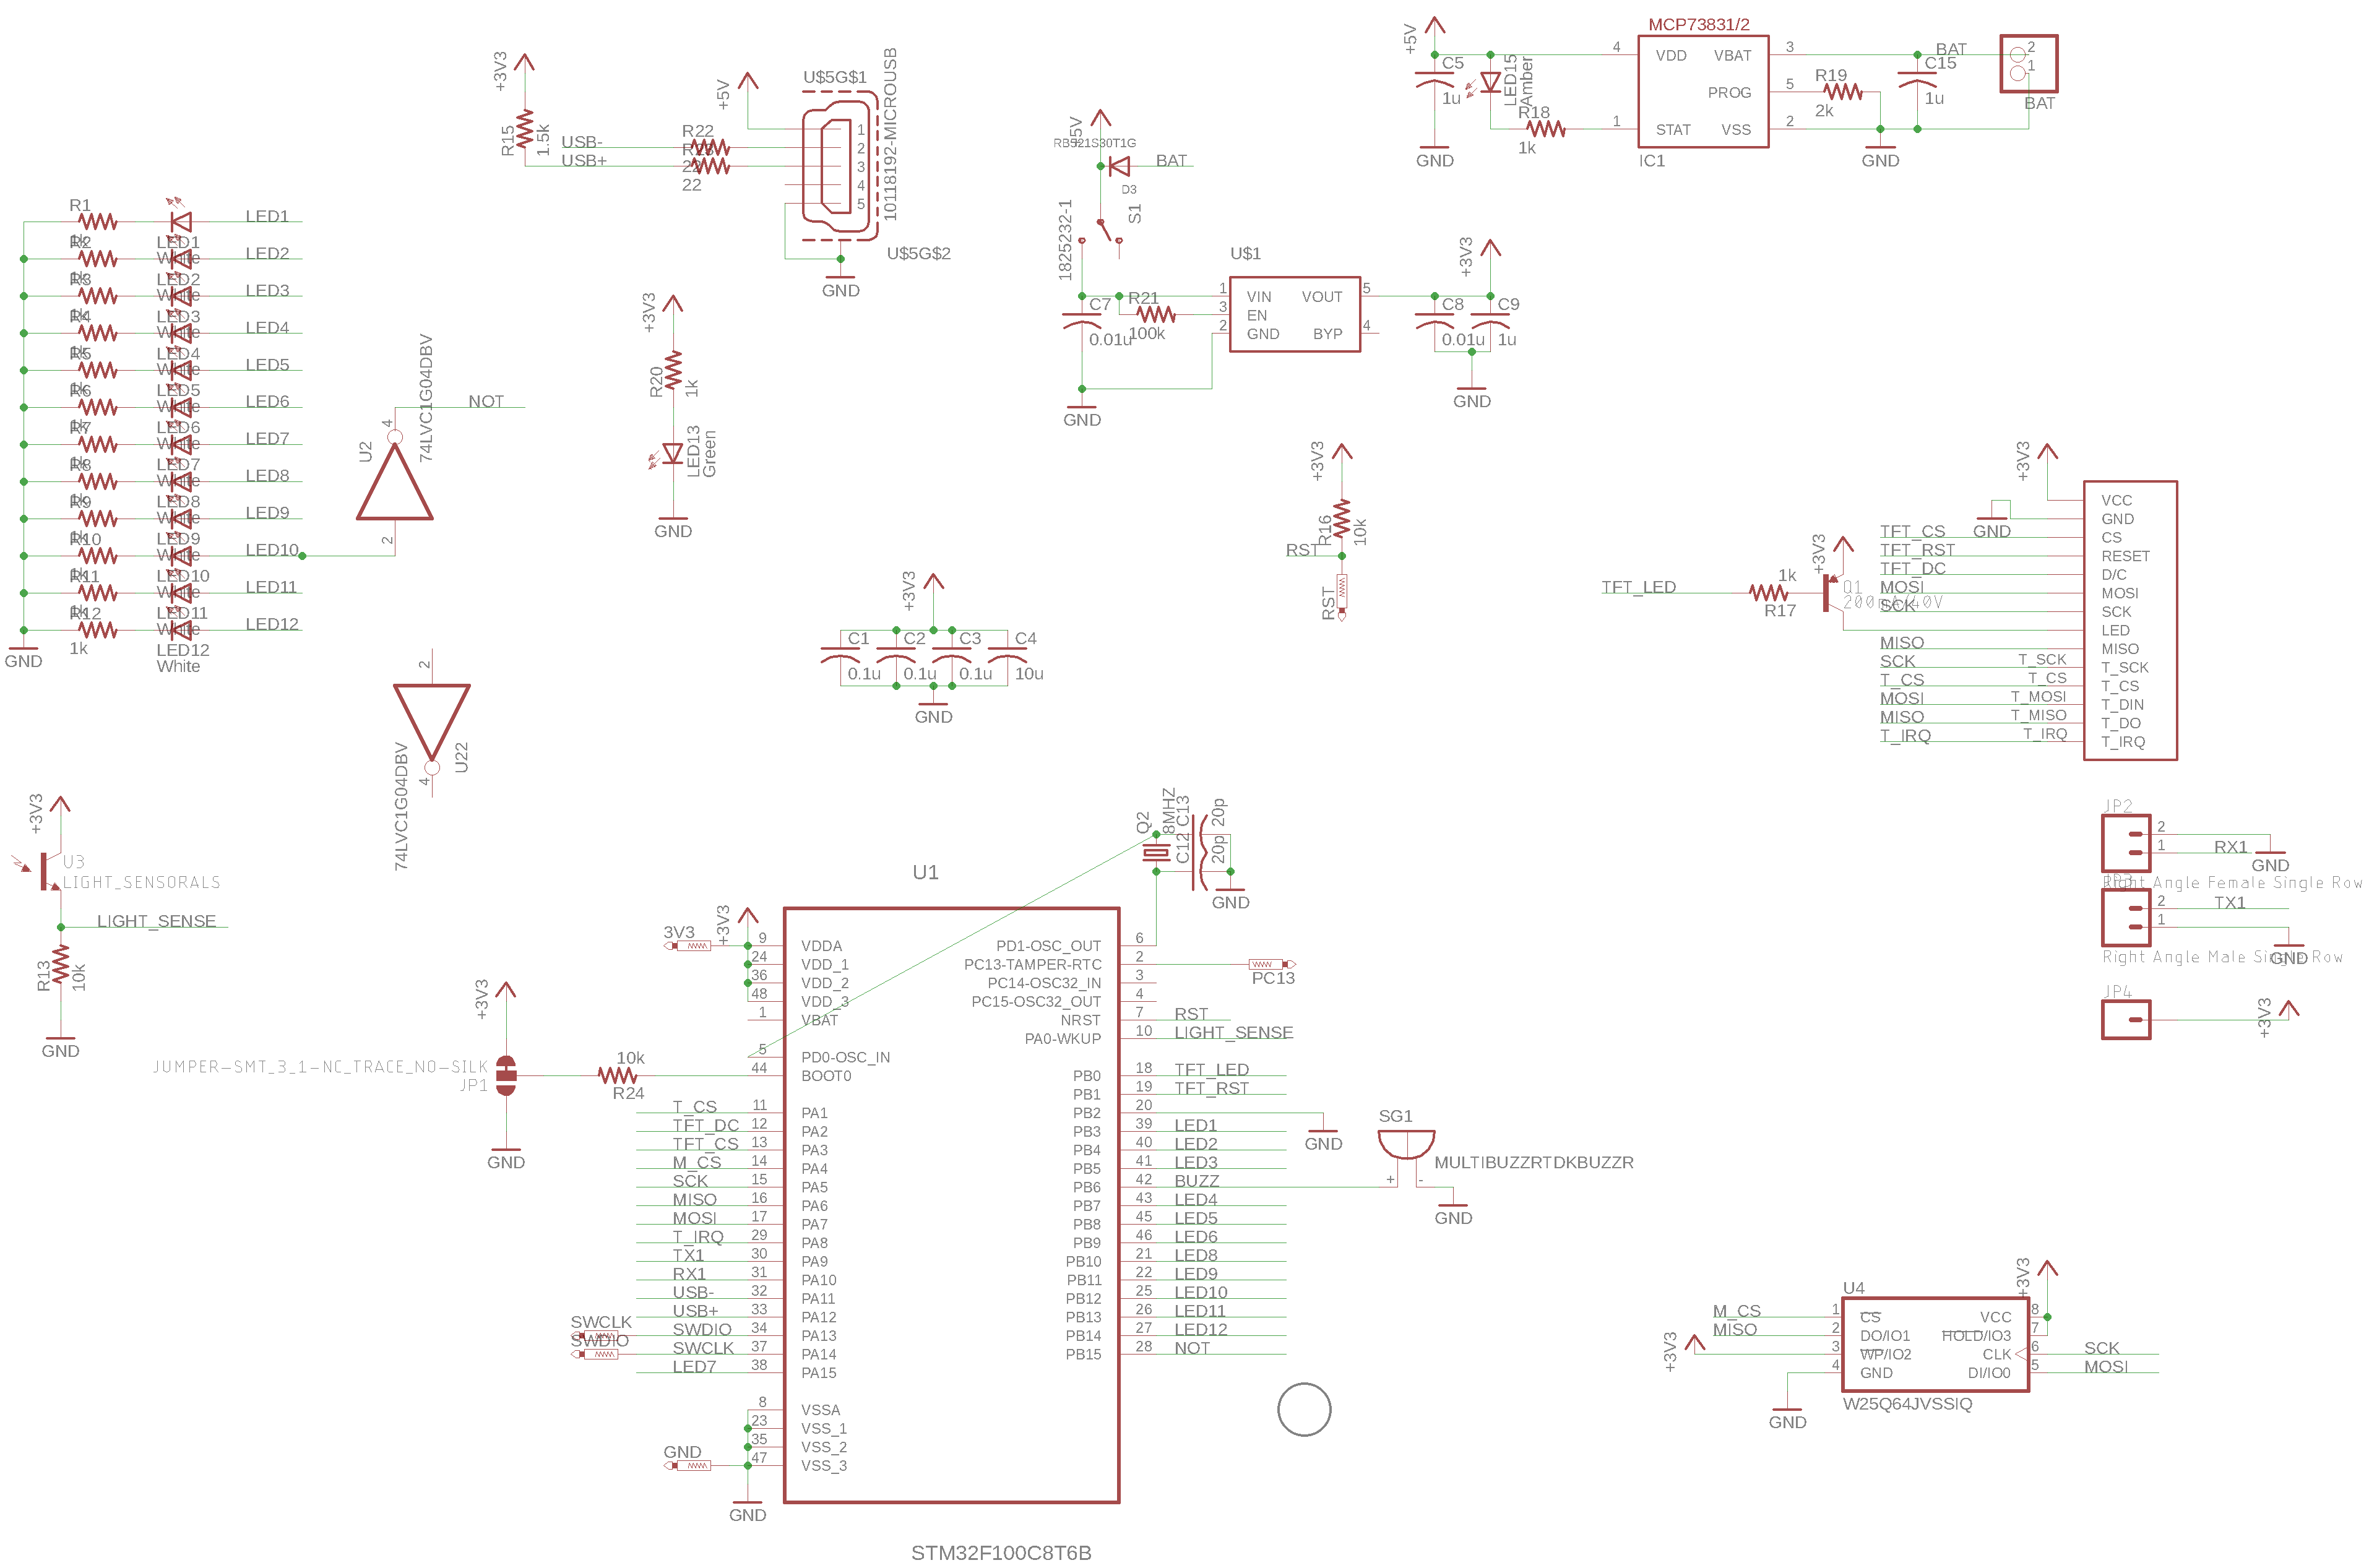 MCP73831/2
+5V
C5
1u
GND
LED15
Amber
R18
1k
4
VDD
VBAT
3
PROG
5
1
STAT
VSS
2
IC1
R19
2k
GND
BAT
C15
1u
2
1
BAT
+3V3
R15
1.5k
USB-
USB+
R22
22
22
+5V
U$5G$1
1
2
3
4
5
10118192-MICROUSB
U$5G$2
GND
+5V
RB521S30T1G
BAT
D3
S1
1825232-1
C7
0.01u
R21
100k
GND
U$1
1
VIN
VOUT
5
3
EN
2
GND
BYP
4
+3V3
C8
0.01u
C9
1u
GND
R1
LED1
1k
R2
LED1
White
LED2
1k
R3
LED2
White
LED3
1k
R4
LED3
White
LED4
1k
R5
LED4
White
LED5
1k
R6
LED5
White
LED6
1k
R7
LED6
White
LED7
1k
R8
LED7
White
LED8
1k
R9
LED8
White
LED9
1k
R10
LED9
White
LED10
1k
R11
LED10
White
LED11
1k
R12
LED11
White
LED12
1k
LED12
White
GND
U2
74LVC1G04DBV
4
2
NOT
2
4
74LVC1G04DBV
U22
+3V3
R20
1k
LED13
Green
GND
+3V3
R16
10k
RST
RST
+3V3
C1
0.1u
C2
0.1u
C3
0.1u
C4
10u
GND
TFT_LED
1k
R17
+3V3
Q1
200mA/40V
+3V3
GND
TFT_CS
TFT_RST
TFT_DC
MOSI
SCK
MISO
SCK
T_SCK
T_CS
T_CS
MOSI
T_MOSI
MISO
T_MISO
T_IRQ
T_IRQ
VCC
GND
CS
RESET
D/C
MOSI
SCK
LED
MISO
T_SCK
T_CS
T_DIN
T_DO
T_IRQ
+3V3
U3
LIGHT_SENSORALS
LIGHT_SENSE
R13
10k
GND
JP2
2
1
RX1
GND
Right Angle Female Single Row
JP3
2
TX1
1
GND
Right Angle Male Single Row
JP4
+3V3
Q2
8MHZ
C13
20p
C12
20p
GND
U1
3V3
+3V3
9
VDDA
24
VDD_1
36
VDD_2
48
VDD_3
1
VBAT
5
PD0-OSC_IN
44
BOOT0
+3V3
JUMPER-SMT_3_1-NC_TRACE_NO-SILK
JP1
10k
R24
GND
T_CS
11
PA1
TFT_DC
12
PA2
TFT_CS
13
PA3
M_CS
14
PA4
SCK
15
PA5
MISO
16
PA6
MOSI
17
PA7
T_IRQ
29
PA8
TX1
30
PA9
RX1
31
PA10
USB-
32
PA11
USB+
33
PA12
SWCLK
SWDIO
34
PA13
SWDIO
SWCLK
37
PA14
LED7
38
PA15
8
VSSA
23
VSS_1
35
VSS_2
GND
47
VSS_3
GND
PD1-OSC_OUT
6
PC13-TAMPER-RTC
2
PC13
PC14-OSC32_IN
3
PC15-OSC32_OUT
4
NRST
7
RST
PA0-WKUP
10
LIGHT_SENSE
PB0
18
TFT_LED
PB1
19
TFT_RST
PB2
20
GND
PB3
39
LED1
PB4
40
LED2
PB5
41
LED3
PB6
42
BUZZ
PB7
43
LED4
PB8
45
LED5
PB9
46
LED6
PB10
21
LED8
PB11
22
LED9
PB12
25
LED10
PB13
26
LED11
PB14
27
LED12
PB15
28
NOT
STM32F100C8T6B
SG1
MULTIBUZZRTDKBUZZR
+
-
GND
U4
+3V3
M_CS
1
CS
VCC
8
MISO
2
DO/IO1
HOLD/IO3
7
+3V3
3
WP/IO2
CLK
6
SCK
4
GND
DI/IO0
5
MOSI
W25Q64JVSSIQ
GND